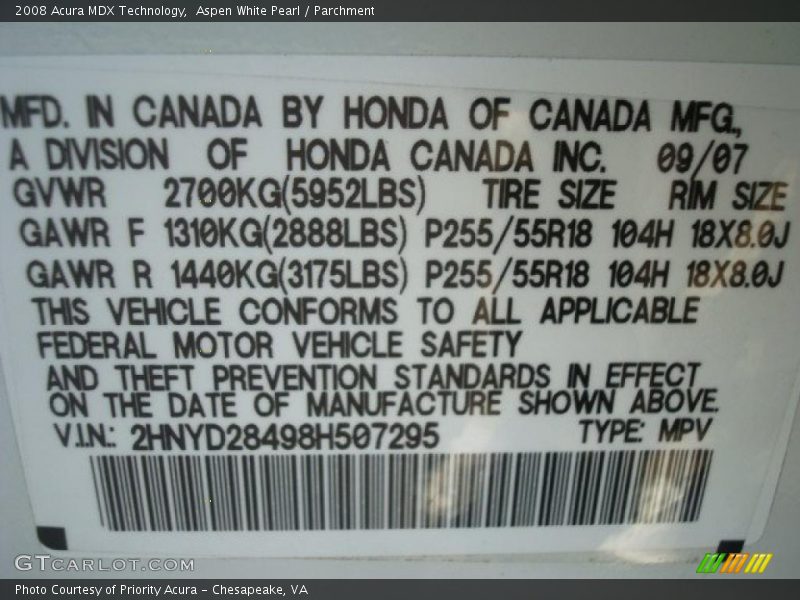 2008 Acura MDX Technology,  Aspen White Pearl / Parchment
MFD. IN CANADA BY HONDA OF CANADA MFG.,
A DIVISION OF HONDA CANADA INC. 09/07
GVWR 2700KG(5952LBS) TIRE SIZE RIM SIZE
GAWR F 1310KG(2888LBS) P255/55R18 104H 18X8.0J
GAWR R 1440KG(3175LBS) P255/55R18 104H 18X8.0J
THIS VEHICLE CONFORMS TO ALL APPLICABLE
FEDERAL MOTOR VEHICLE SAFETY
AND THEFT PREVENTION STANDARDS IN EFFECT
ON THE DATE OF MANUFACTURE SHOWN ABOVE.
V.I.N.: 2HNYD28498H507295 TYPE: MPV
GTCARLOT.COM
Photo Courtesy of Priority Acura – Chesapeake, VA